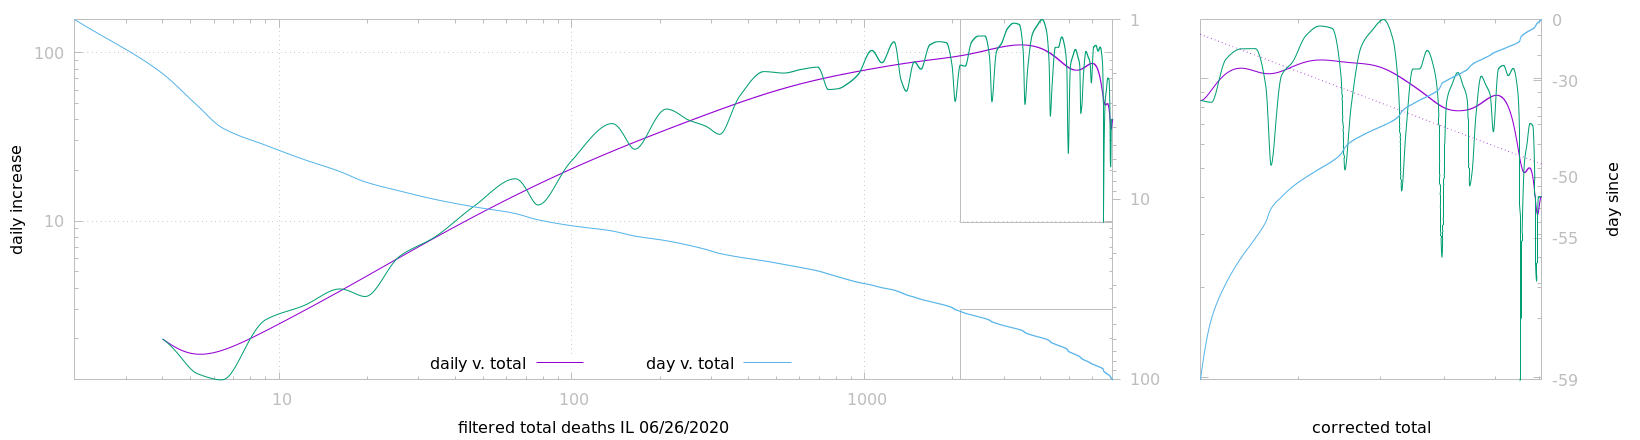 daily increase
100
10
daily v. total
day v. total
1
10
100
10
100
1000
filtered total deaths IL 06/26/2020
0
-30
-50
-55
-59
day since
corrected total